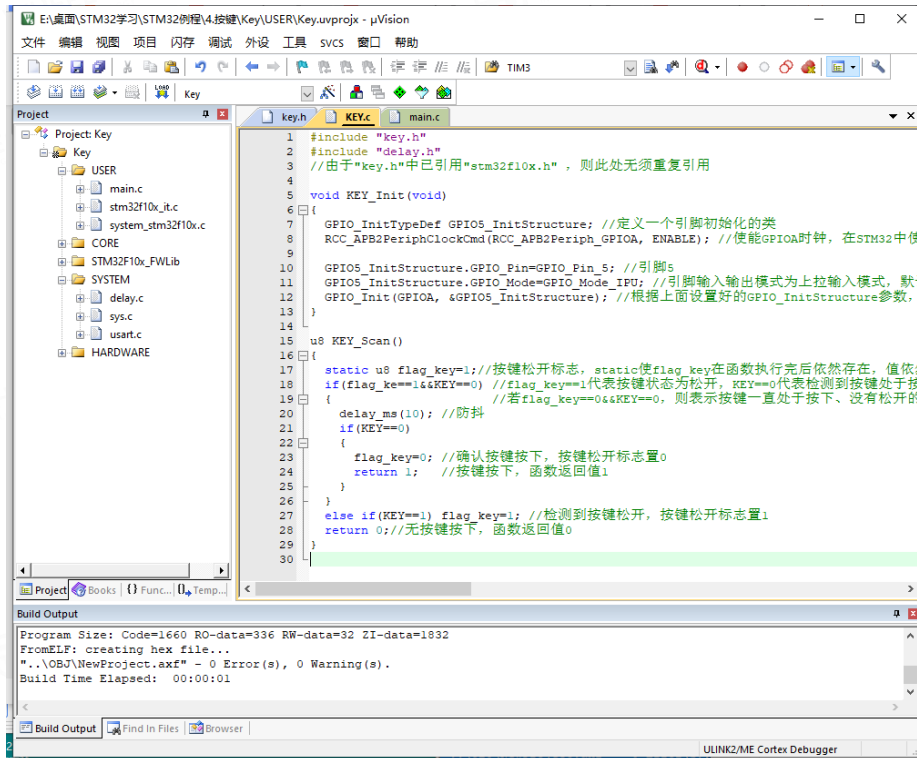 E:\桌面\STM32学习\STM32例程\4.按键\Key\USER\Key.uvprojx - µVision
文件 编辑 视图 项目 闪存 调试 外设 工具 SVCS 窗口 帮助
TIM3
LOAD Key
Project
key.h KEY.c main.c
Project: Key
Key
USER
main.c
stm32f10x_it.c
system_stm32f10x.c
CORE
STM32F10x_FWLib
SYSTEM
delay.c
sys.c
usart.c
HARDWARE
1 #include "key.h"
2 #include "delay.h"
3 //由于"key.h"中已引用"stm32f10x.h" ，则此处无须重复引用
4
5 void KEY_Init(void)
6 {
7 GPIO_InitTypeDef GPIO5_InitStructure; //定义一个引脚初始化的类
8 RCC_APB2PeriphClockCmd(RCC_APB2Periph_GPIOA, ENABLE); //使能GPIOA时钟，在STM32中使
9
10 GPIO5_InitStructure.GPIO_Pin=GPIO_Pin_5; //引脚5
11 GPIO5_InitStructure.GPIO_Mode=GPIO_Mode_IPU; //引脚输入输出模式为上拉输入模式，默
12 GPIO_Init(GPIOA, &GPIO5_InitStructure); //根据上面设置好的GPIO_InitStructure参数，
13 }
14
15 u8 KEY_Scan()
16 {
17 static u8 flag_key=1;//按键松开标志，static使flag_key在函数执行完后依然存在，值依
18 if(flag_ke==1&&KEY==0) //flag_key==1代表按键状态为松开，KEY==0代表检测到按键处于按
19 { //若flag_key==0&&KEY==0，则表示按键一直处于按下、没有松开的
20 delay_ms(10); //防抖
21 if(KEY==0)
22 {
23 flag_key=0; //确认按键按下，按键松开标志置0
24 return 1; //按键按下，函数返回值1
25 }
26 }
27 else if(KEY==1) flag_key=1; //检测到按键松开，按键松开标志置1
28 return 0;//无按键按下，函数返回值0
29 }
30
Project Books {} Func... 0 Temp...
Build Output
Program Size: Code=1660 RO-data=336 RW-data=32 ZI-data=1832
FromELF: creating hex file...
"..\OBJ\NewProject.axf" - 0 Error(s), 0 Warning(s).
Build Time Elapsed: 00:00:01
Build Output Find In Files Browser
ULINK2/ME Cortex Debugger